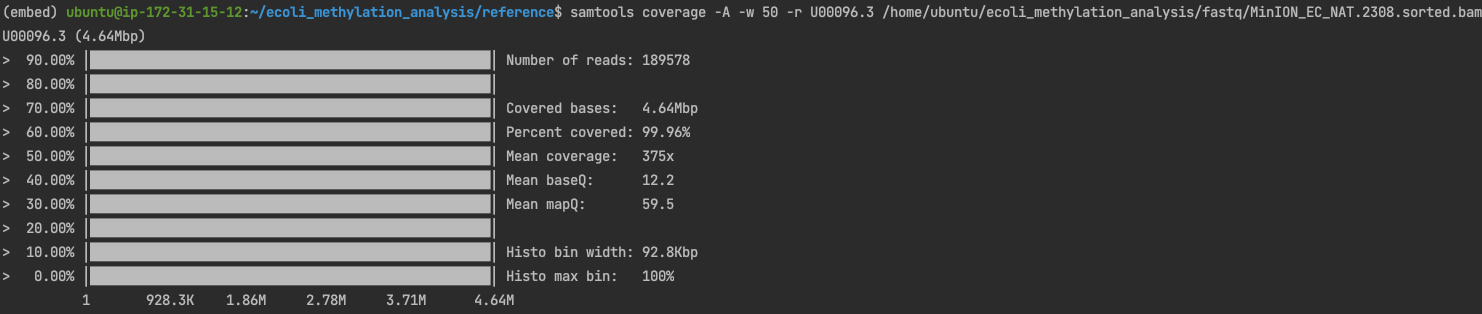 (embed) ubuntu@ip-172-31-15-12:~/ecoli_methylation_analysis/reference$ samtools coverage -A -w 50 -r U00096.3 /home/ubuntu/ecoli_methylation_analysis/fastq/MinION_EC_NAT.2308.sorted.bam
U00096.3 (4.64Mbp)
> 90.00% | | Number of reads: 189578
> 80.00% | |
> 70.00% | | Covered bases: 4.64Mbp
> 60.00% | | Percent covered: 99.96%
> 50.00% | | Mean coverage: 375x
> 40.00% | | Mean baseQ: 12.2
> 30.00% | | Mean mapQ: 59.5
> 20.00% | |
> 10.00% | | Histo bin width: 92.8Kbp
> 0.00% | | Histo max bin: 100%
1 928.3K 1.86M 2.78M 3.71M 4.64M